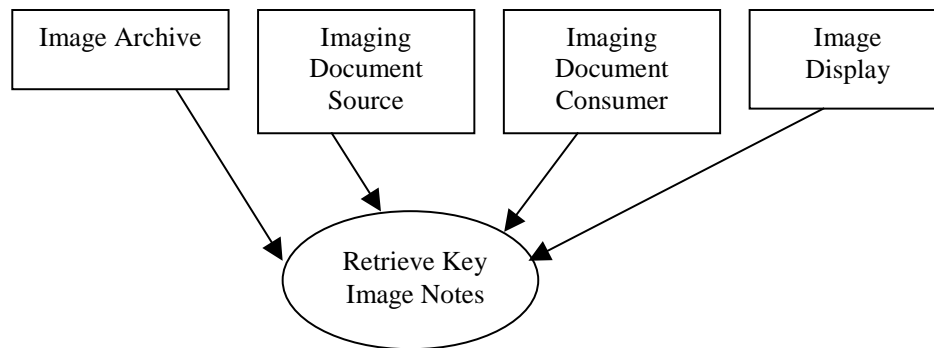 Image Archive
Imaging
Document
Source
Imaging
Document
Consumer
Image
Display
Retrieve Key
Image Notes